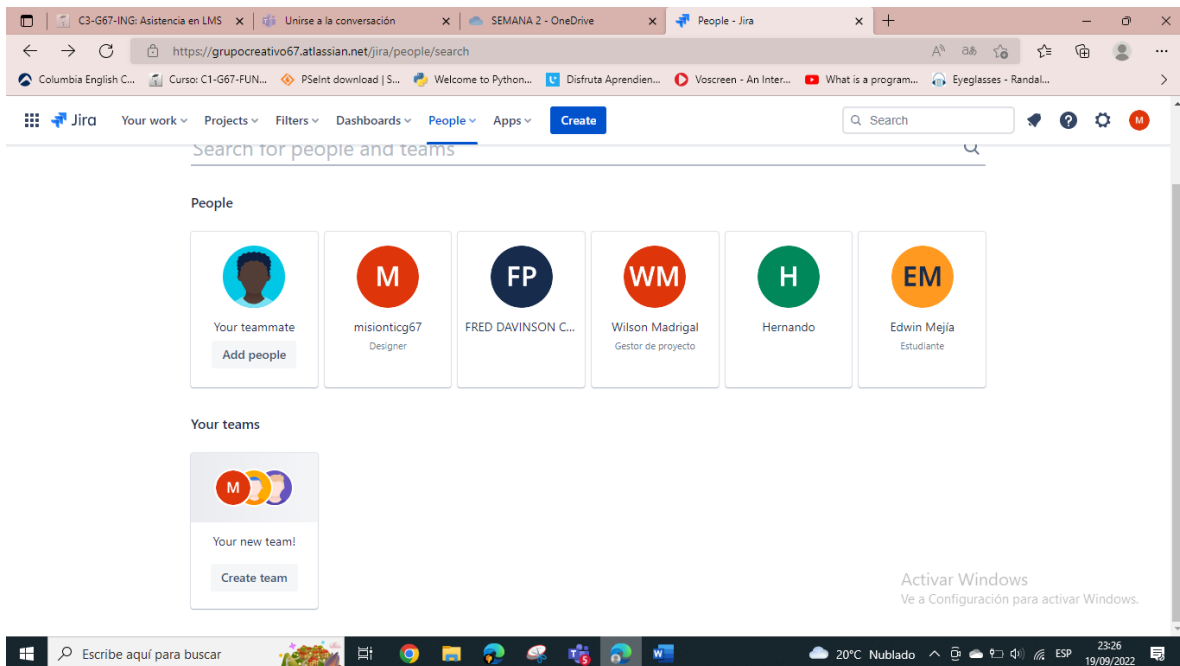 C3-G67-ING: Asistencia en LMS
Unirse a la conversación
SEMANA 2 - OneDrive
People - Jira
https://grupocreativo67.atlassian.net/jira/people/search
Columbia English C...
Curso: C1-G67-FUN...
PSeInt download | S...
Welcome to Python...
Disfruta Aprendien...
Voscreen - An Inter...
What is a program...
Eyeglasses - Randal...
Jira
Your work
Projects
Filters
Dashboards
People
Apps
Create
Search
M
Search for people and teams
People
Your teammate
Add people
M
misionticg67
Designer
FP
FRED DAVINSON C...
WM
Wilson Madrigal
Gestor de proyecto
H
Hernando
EM
Edwin Mejía
Estudiante
Your teams
M
Your new team!
Create team
Activar Windows
Ve a Configuración para activar Windows.
Escribe aquí para buscar
20°C Nublado
ESP
23:26
19/09/2022